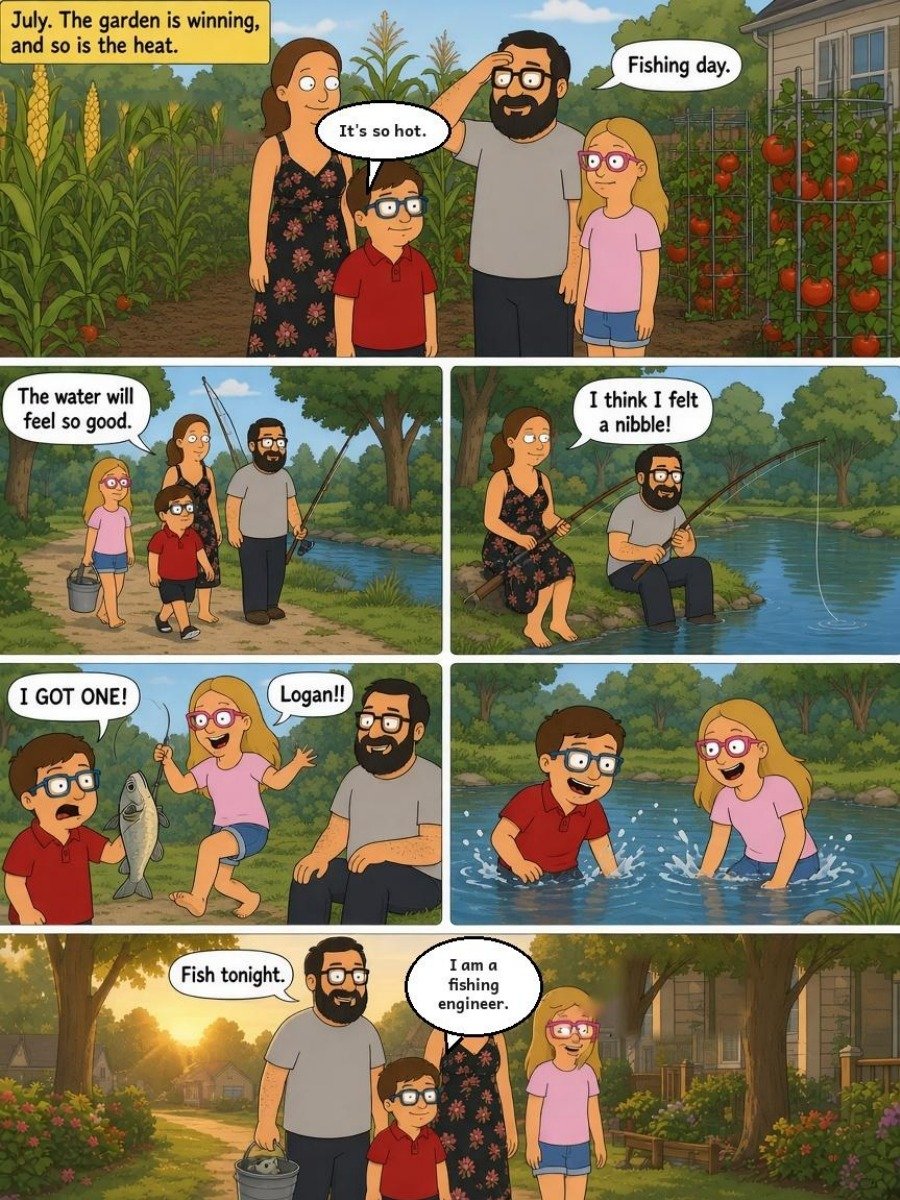 July. The garden is winning,
and so is the heat.
It's so hot.
Fishing day.
The water will
feel so good.
I think I felt
a nibble!
I GOT ONE!
Logan!!
Fish tonight.
I am a
fishing
engineer.